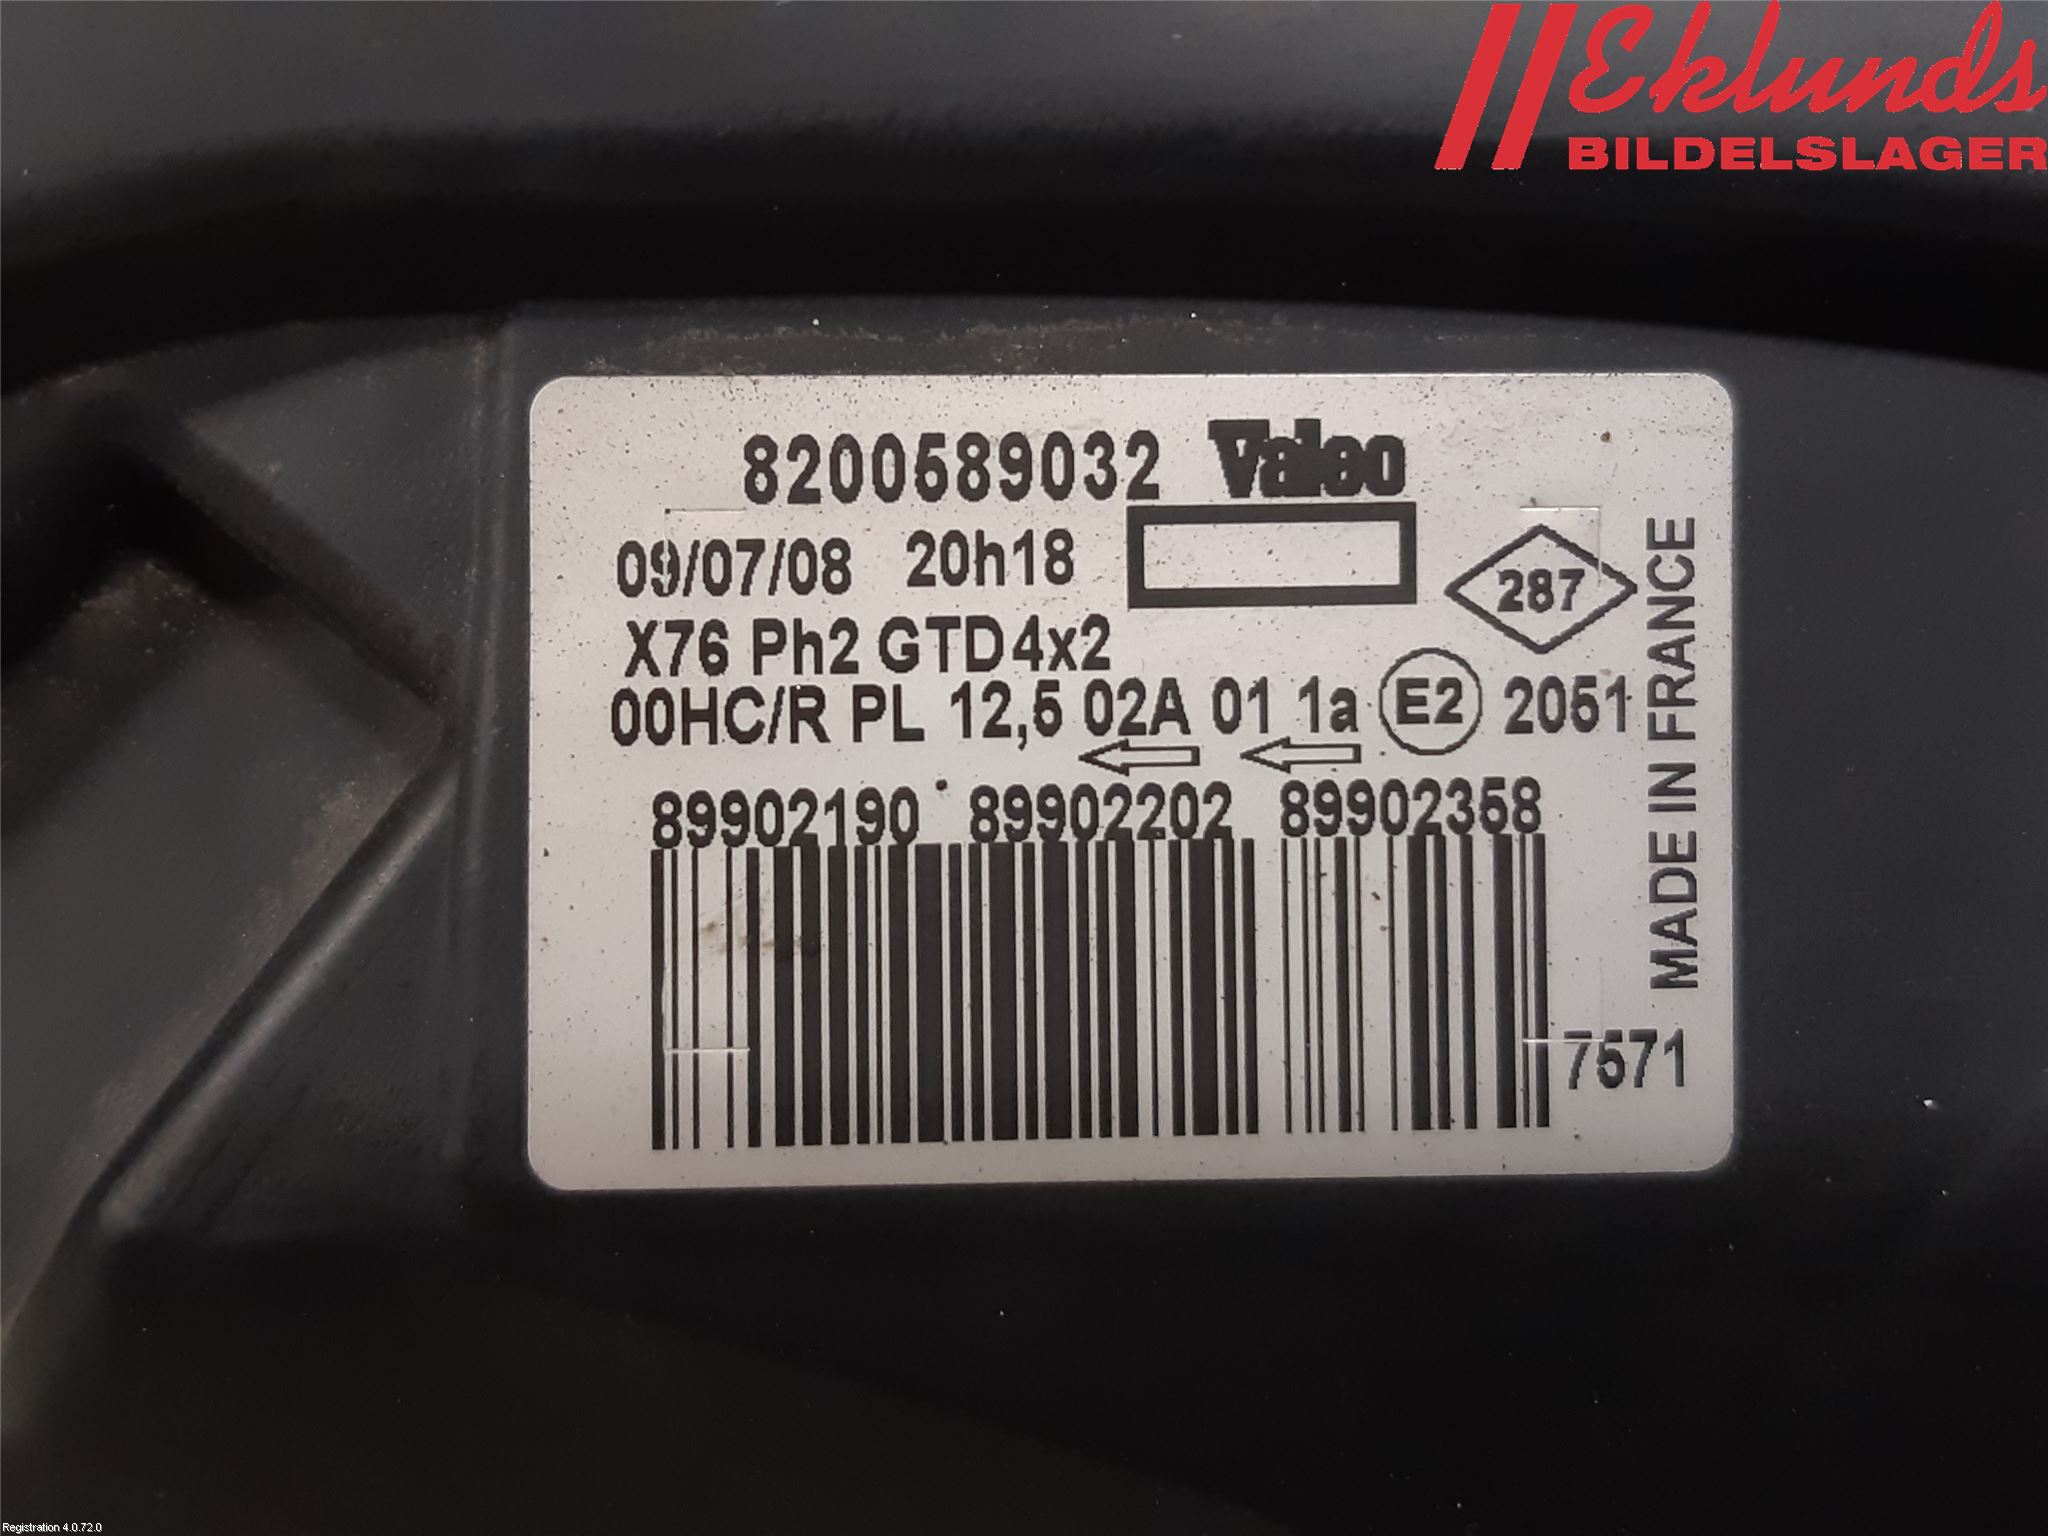 Eklunds
BILDELSLAGER
8200589032 Valeo
09/07/08 20h18
287
X76 Ph2 GTD4x2
00HC/R PL 12,5 02A 01 1a E2 2051
89902190 89902202 89902358
MADE IN FRANCE
7571
Registration 4.0.72.0